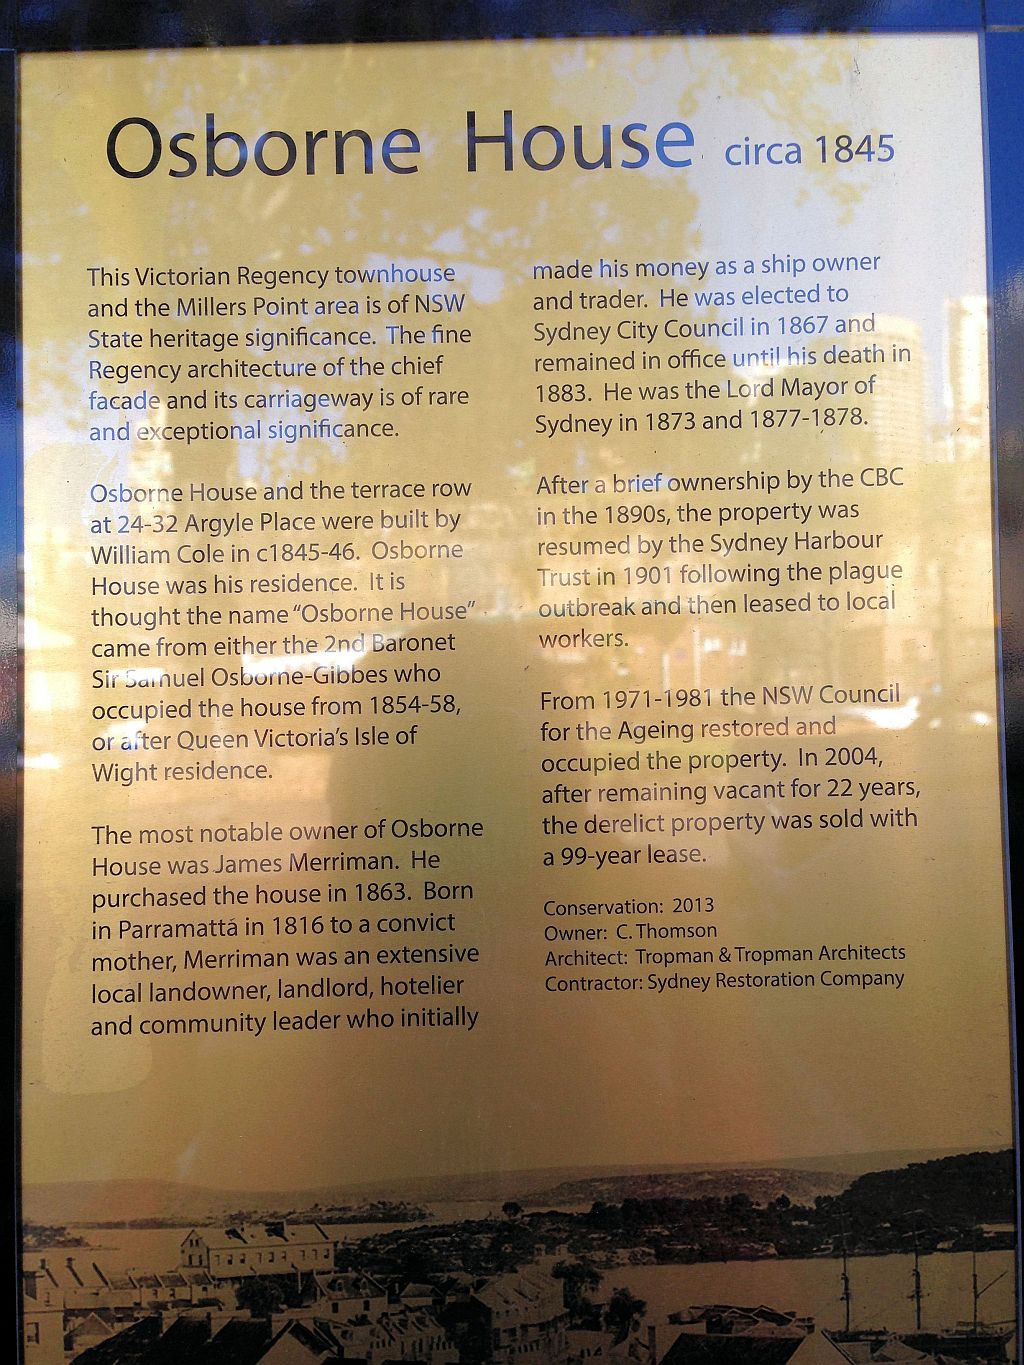 Osborne House circa 1845
This Victorian Regency townhouse
and the Millers Point area is of NSW
State heritage significance. The fine
Regency architecture of the chief
facade and its carriageway is of rare
and exceptional significance.
Osborne House and the terrace row
at 24-32 Argyle Place were built by
William Cole in c1845-46. Osborne
House was his residence. It is
thought the name “Osborne House”
came from either the 2nd Baronet
Sir Samuel Osborne-Gibbes who
occupied the house from 1854-58,
or after Queen Victoria’s Isle of
Wight residence.
The most notable owner of Osborne
House was James Merriman. He
purchased the house in 1863. Born
in Parramatta in 1816 to a convict
mother, Merriman was an extensive
local landowner, landlord, hotelier
and community leader who initially
made his money as a ship owner
and trader. He was elected to
Sydney City Council in 1867 and
remained in office until his death in
1883. He was the Lord Mayor of
Sydney in 1873 and 1877-1878.
After a brief ownership by the CBC
in the 1890s, the property was
resumed by the Sydney Harbour
Trust in 1901 following the plague
outbreak and then leased to local
workers.
From 1971-1981 the NSW Council
for the Ageing restored and
occupied the property. In 2004,
after remaining vacant for 22 years,
the derelict property was sold with
a 99-year lease.
Conservation: 2013
Owner: C. Thomson
Architect: Tropman & Tropman Architects
Contractor: Sydney Restoration Company